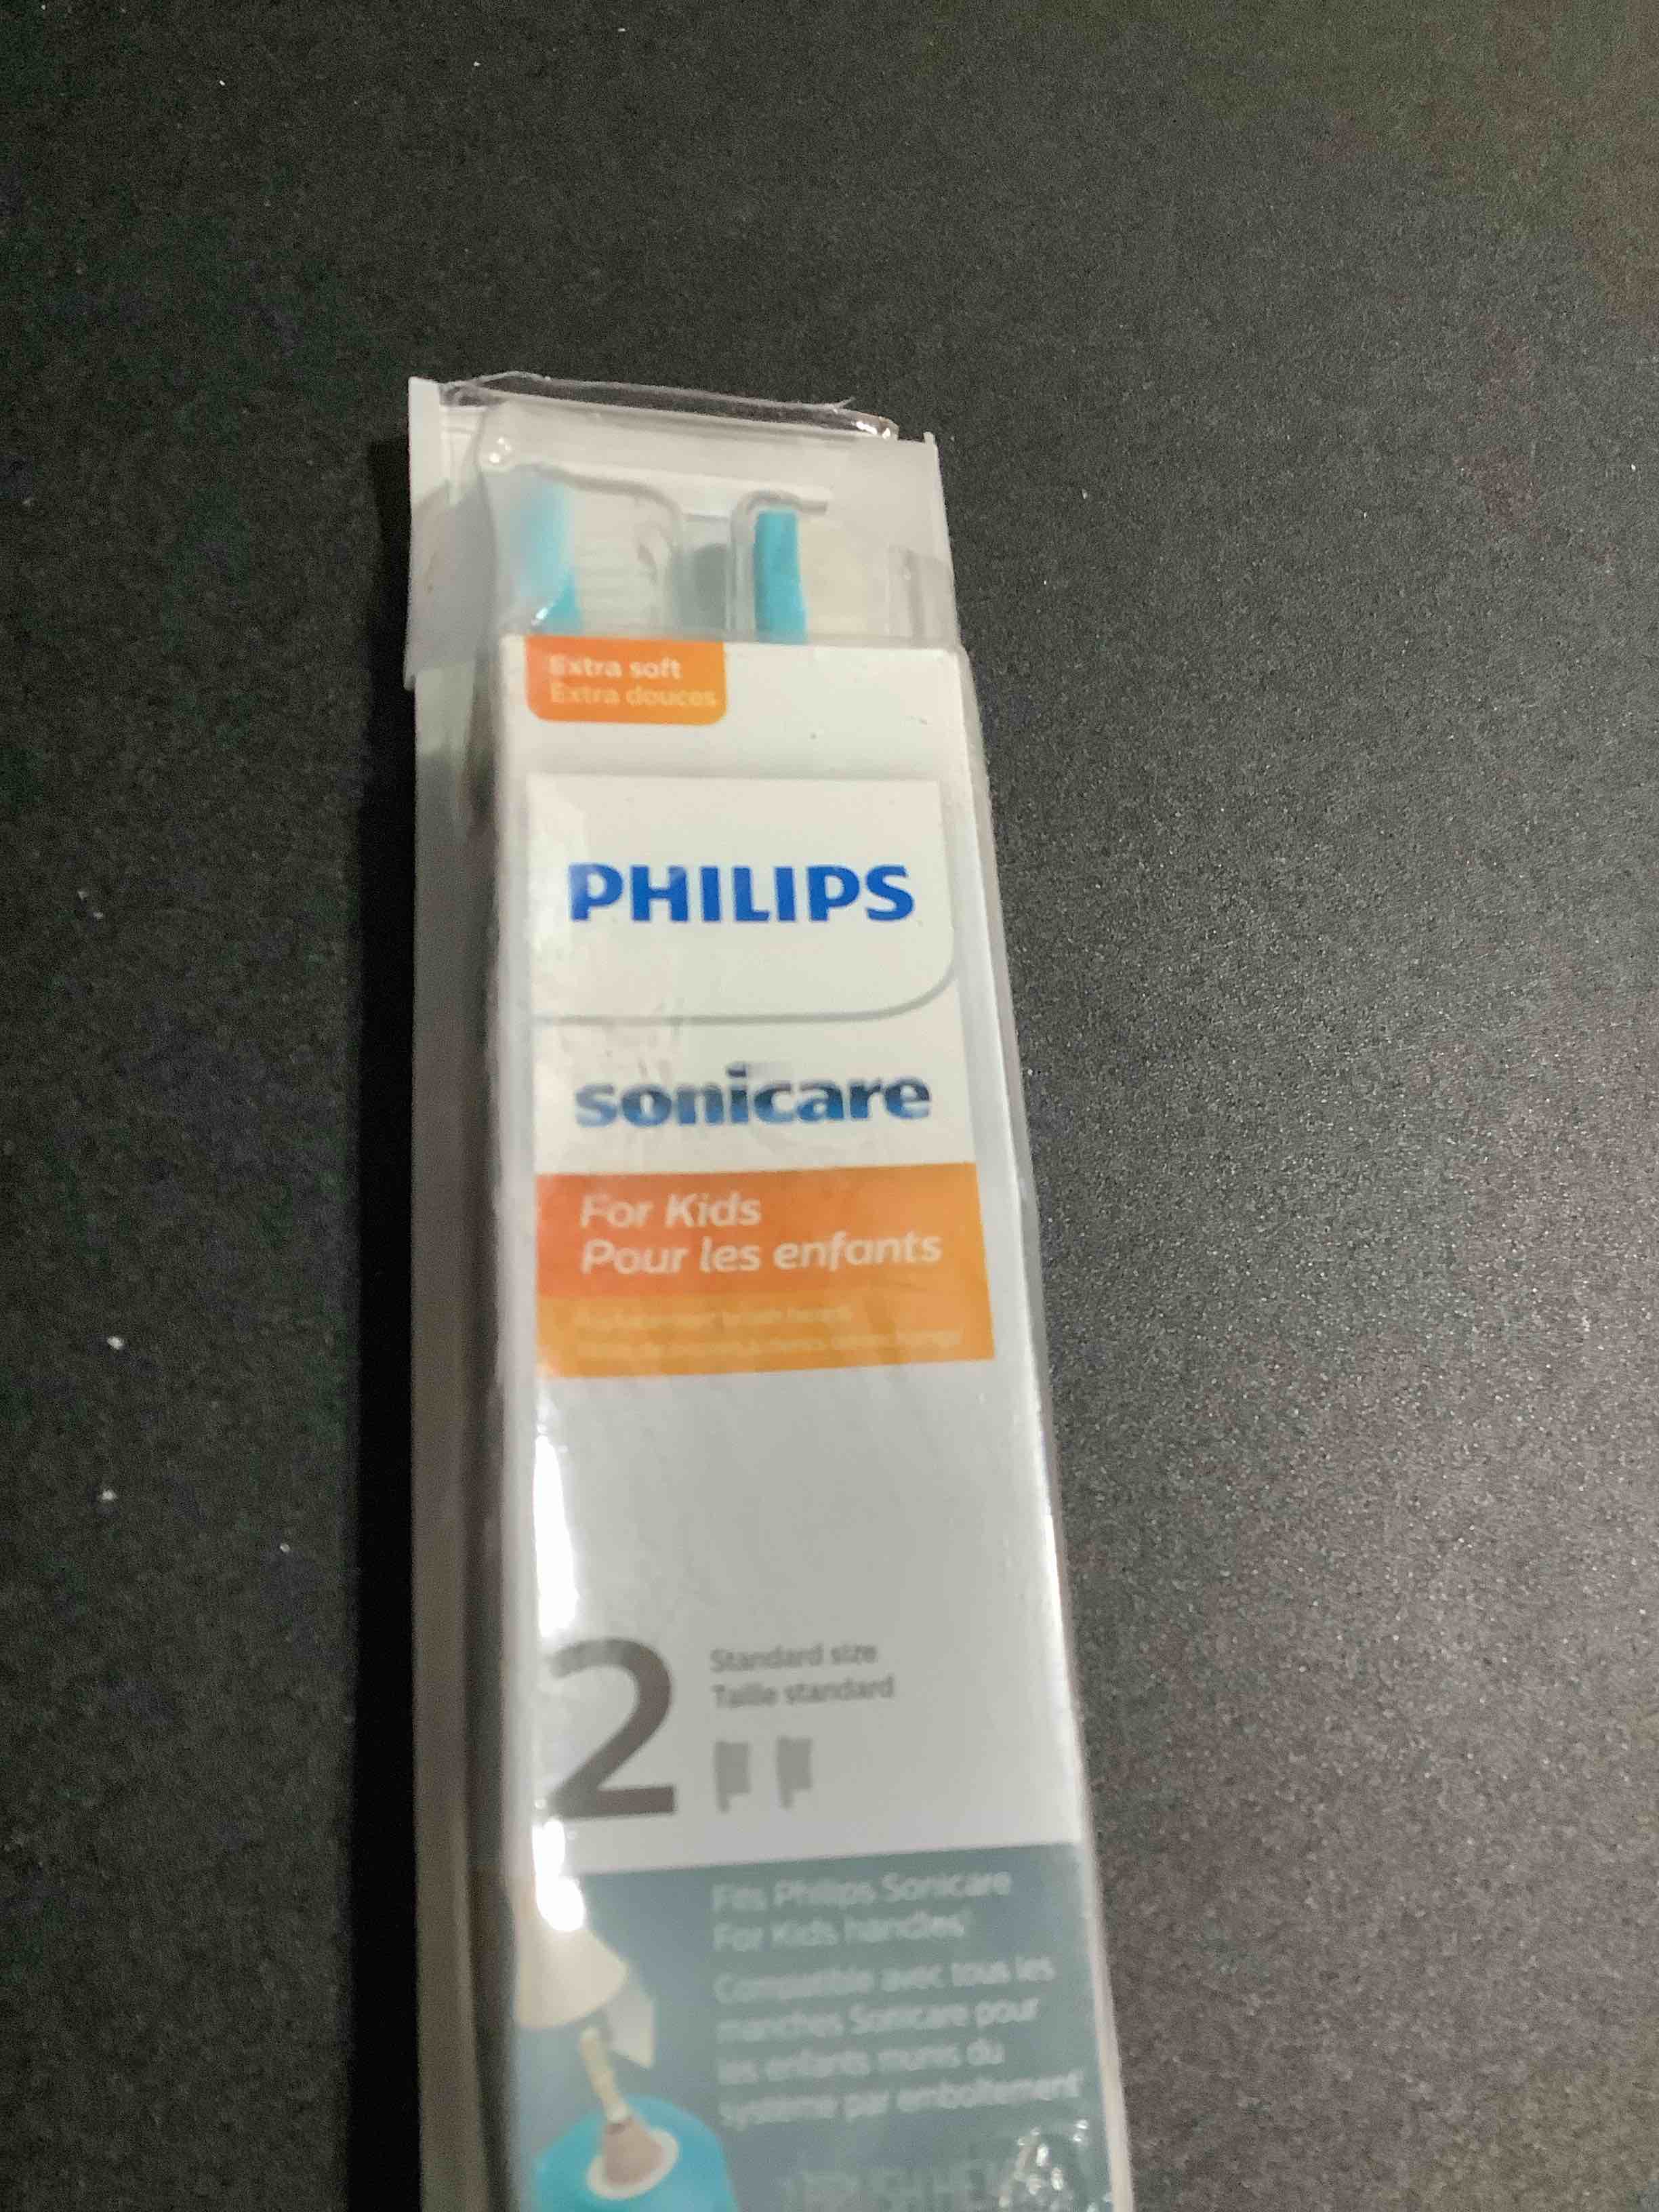 Extra soft
Extra douces
PHILIPS
sonicare
For Kids
Pour les enfants
2
Standard size
Taille standard
Fits Philips Sonicare
For Kids handles
Compatible avec tous les
manches Sonicare pour
les enfants munis du
système par emboîtement